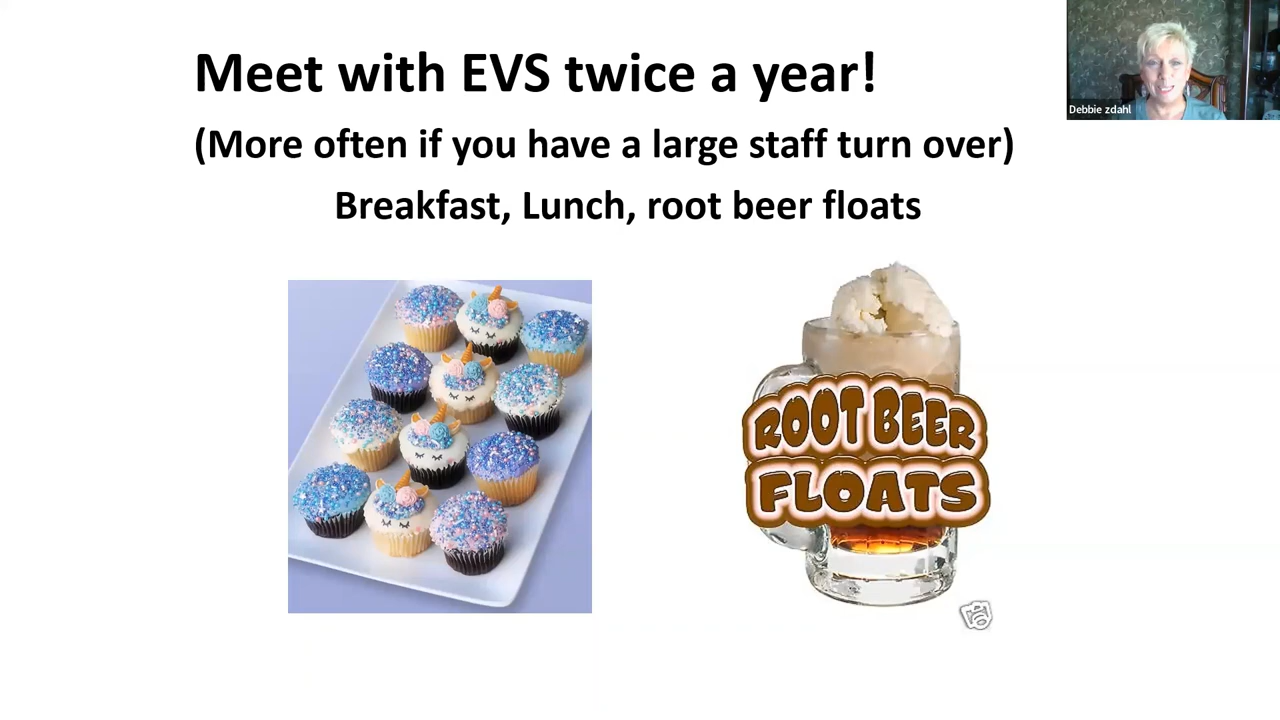 Meet with EVS twice a year!
(More often if you have a large staff turn over)
Breakfast, Lunch, root beer floats
ROOT BEER
FLOATS
Debbie zdahl